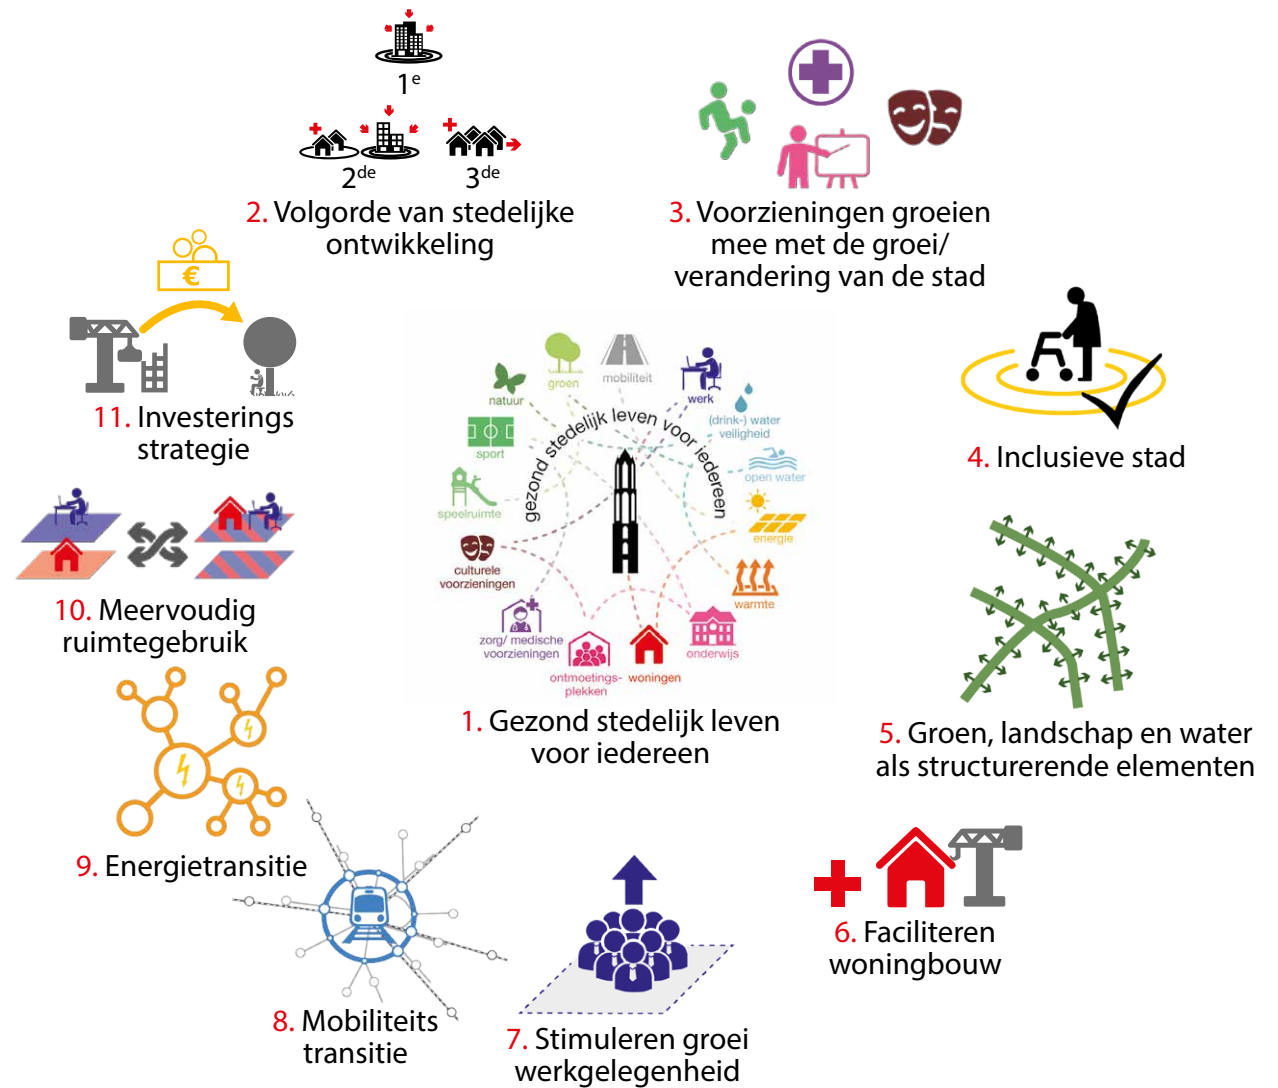 1e
2de
3de
2. Volgorde van stedelijke
ontwikkeling
3. Voorzieningen groeien
mee met de groei/
verandering van de stad
€
11. Investerings
strategie
4. Inclusieve stad
gezond stedelijk leven voor iedereen
groen
mobiliteit
werk
natuur
(drink-) water
veiligheid
sport
open water
speelruimte
energie
culturele
voorzieningen
warmte
zorg/ medische
voorzieningen
onderwijs
ontmoetings-
plekken
woningen
1. Gezond stedelijk leven
voor iedereen
10. Meervoudig
ruimtegebruik
5. Groen, landschap en water
als structurerende elementen
9. Energietransitie
6. Faciliteren
woningbouw
8. Mobiliteits
transitie
7. Stimuleren groei
werkgelegenheid